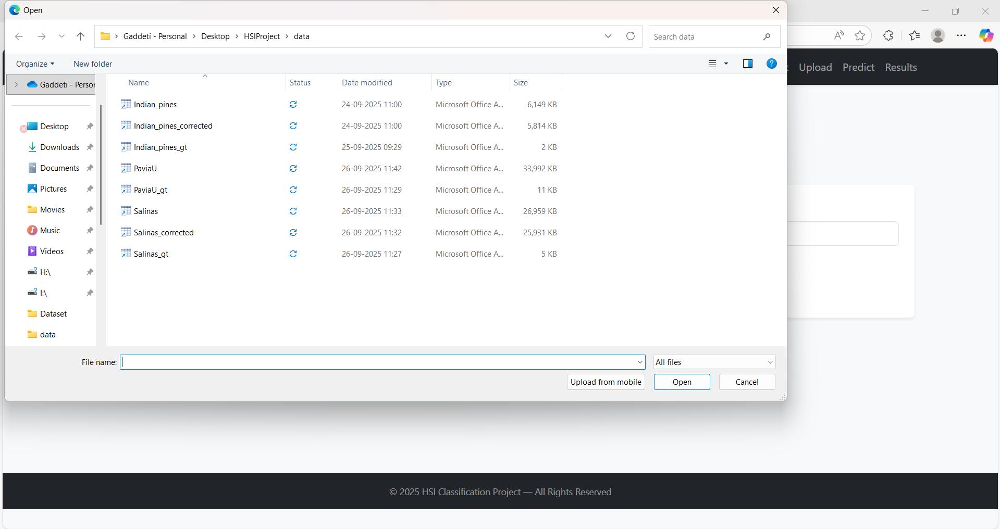 Open
Gaddeti - Personal > Desktop > HSIProject > data
Search data
Organize
New folder
Upload Predict Results
Gaddeti - Person
Name Status Date modified Type Size
Indian_pines 24-09-2025 11:00 Microsoft Office A... 6,149 KB
Indian_pines_corrected 24-09-2025 11:00 Microsoft Office A... 5,814 KB
Indian_pines_gt 25-09-2025 09:29 Microsoft Office A... 2 KB
PaviaU 26-09-2025 11:42 Microsoft Office A... 33,992 KB
PaviaU_gt 26-09-2025 11:29 Microsoft Office A... 11 KB
Salinas 26-09-2025 11:33 Microsoft Office A... 26,959 KB
Salinas_corrected 26-09-2025 11:32 Microsoft Office A... 25,931 KB
Salinas_gt 26-09-2025 11:27 Microsoft Office A... 5 KB
Desktop
Downloads
Documents
Pictures
Movies
Music
Videos
H:\
I:\
Dataset
data
File name:
All files
Upload from mobile
Open
Cancel
© 2025 HSI Classification Project — All Rights Reserved